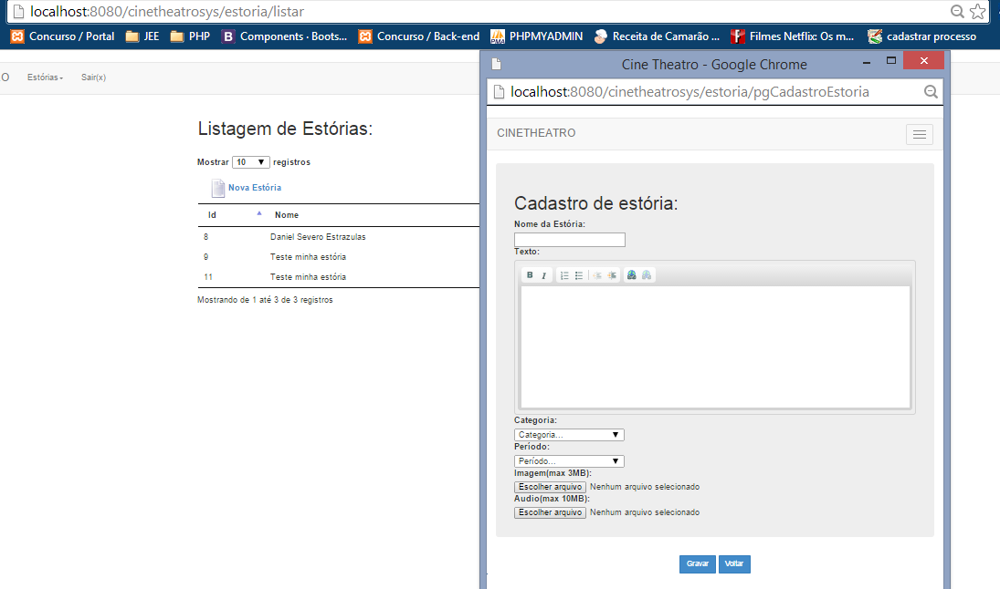 localhost:8080/cinetheatrosys/estoria/listar
Concurso / Portal JEE PHP B Components · Boots... Concurso / Back-end PHPMYADMIN Receita de Camarão ... Filmes Netflix: Os m... cadastrar processo
O Estórias Sair(x)
Listagem de Estórias:
Mostrar 10 registros
Nova Estória
Id Nome
8 Daniel Severo Estrazulas
9 Teste minha estória
11 Teste minha estória
Mostrando de 1 até 3 de 3 registros
Cine Theatro - Google Chrome
localhost:8080/cinetheatrosys/estoria/pgCadastroEstoria
CINETHEATRO
Cadastro de estória:
Nome da Estória:
Texto:
B I
Categoria:
Categoria...
Período:
Período...
Imagem(max 3MB):
Escolher arquivo Nenhum arquivo selecionado
Audio(max 10MB):
Escolher arquivo Nenhum arquivo selecionado
Gravar Voltar